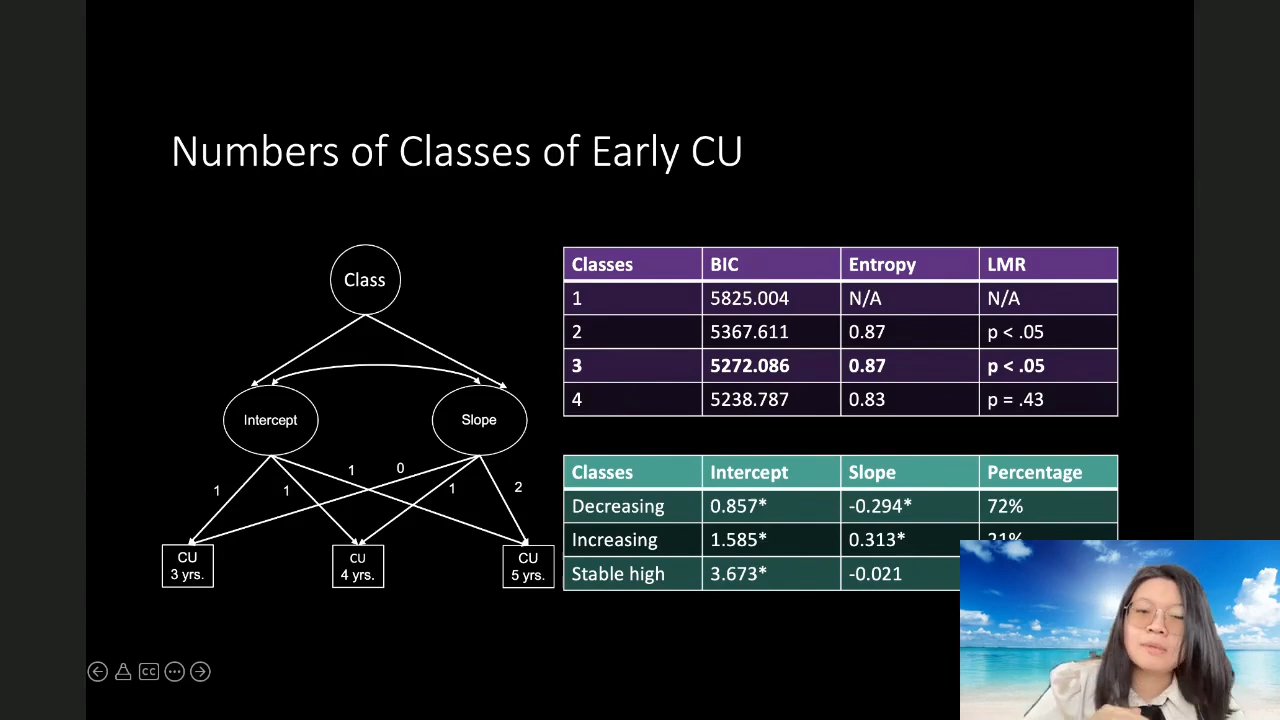 Numbers of Classes of Early CU
Class
Intercept
Slope
1
1
1
0
1
2
CU
3 yrs.
CU
4 yrs.
CU
5 yrs.
Classes BIC Entropy LMR
1 5825.004 N/A N/A
2 5367.611 0.87 p < .05
3 5272.086 0.87 p < .05
4 5238.787 0.83 p = .43
Classes Intercept Slope Percentage
Decreasing 0.857* -0.294* 72%
Increasing 1.585* 0.313* 21%
Stable high 3.673* -0.021
CC